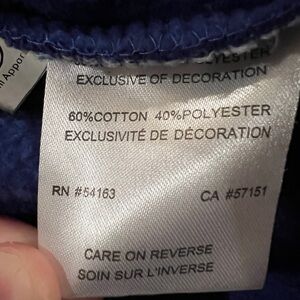 POLYESTER
EXCLUSIVE OF DECORATION
60%COTTON 40%POLYESTER
EXCLUSIVITÉ DE DÉCORATION
RN #54163 CA #57151
CARE ON REVERSE
SOIN SUR L'INVERSE